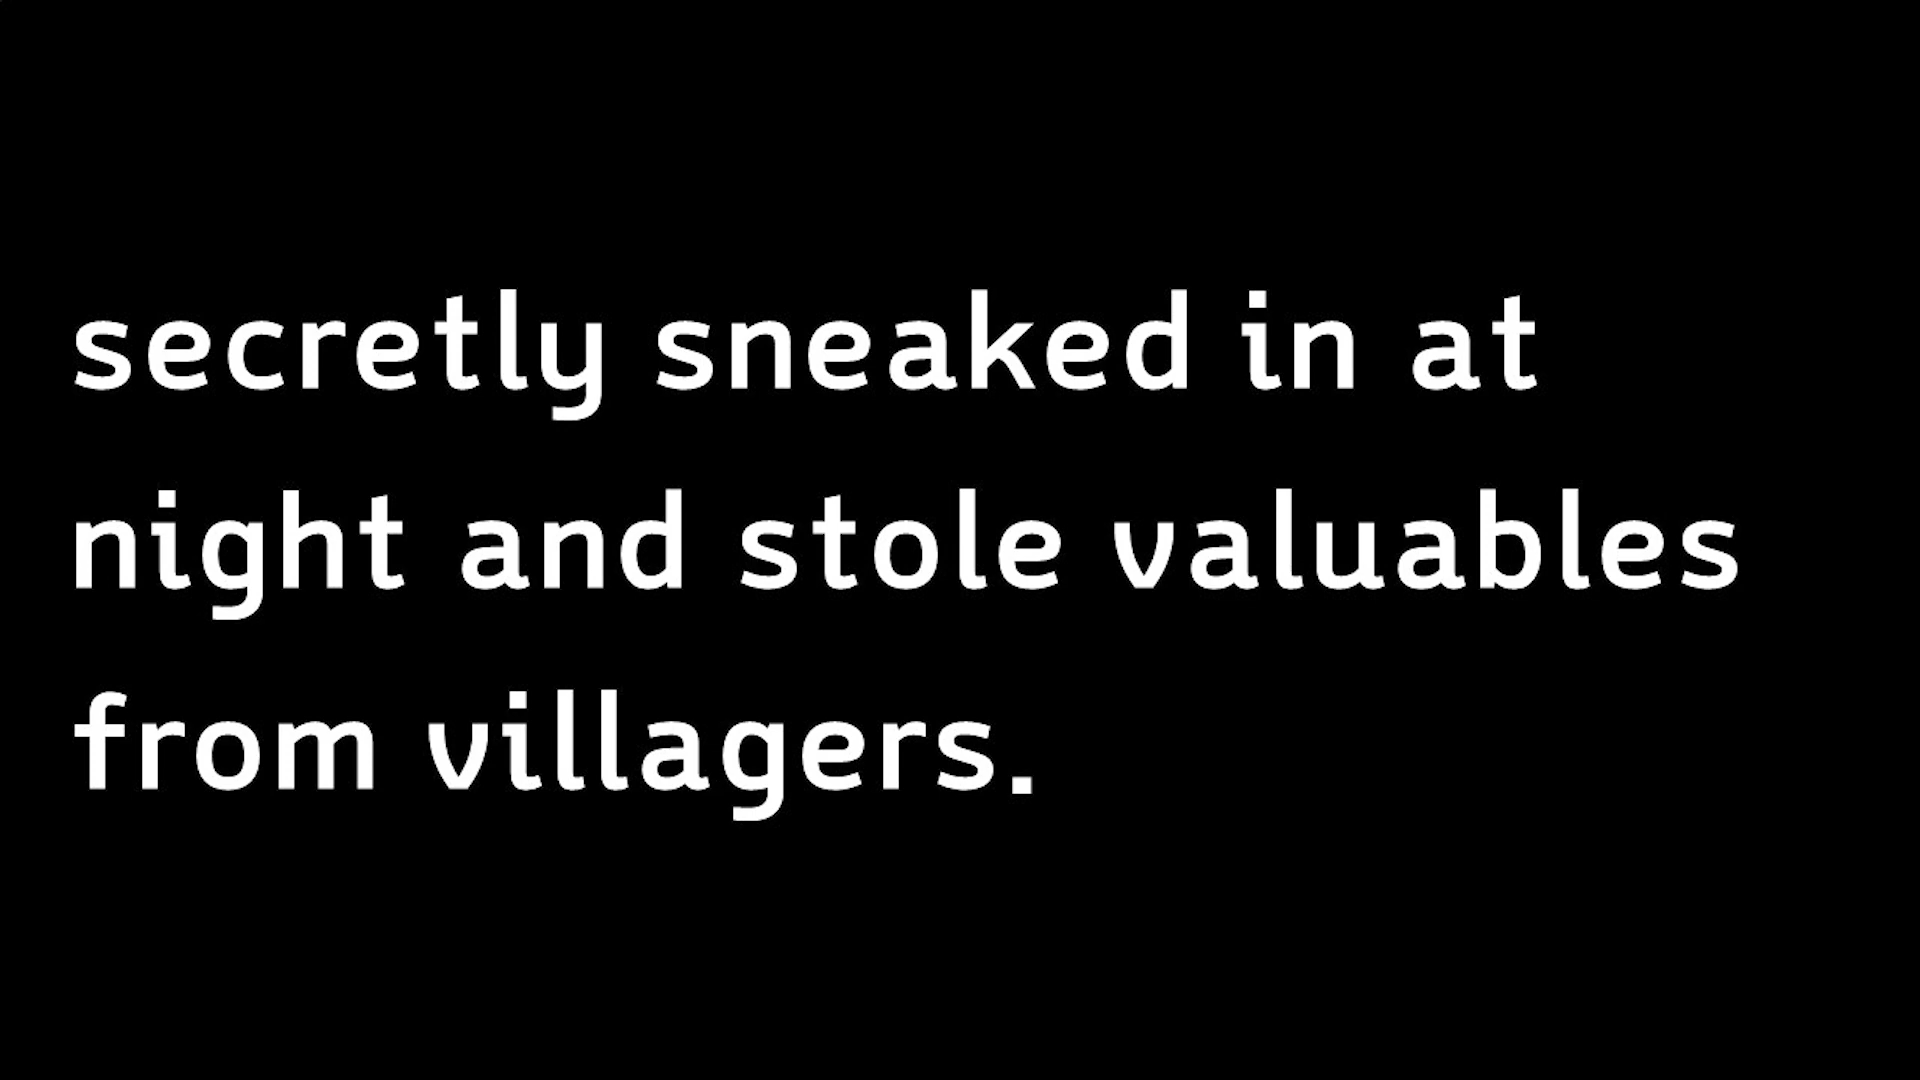 secretly sneaked in at
night and stole valuables
from villagers.